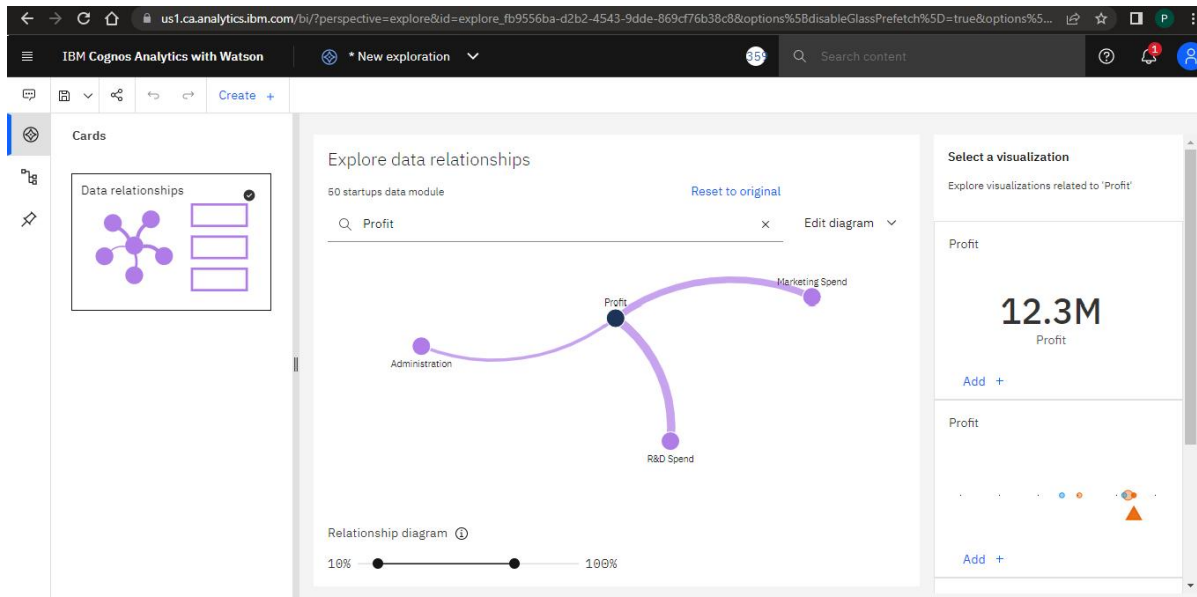 us1.ca.analytics.ibm.com/bi/?perspective=explore&id=explore_fb9556ba-d2b2-4543-9dde-869cf76b38c8&options%5BdisableGlassPrefetch%5D=true&options%5...
P
IBM Cognos Analytics with Watson
* New exploration
359
Search content
1
Create +
Cards
Data relationships
Explore data relationships
50 startups data module
Reset to original
Profit
Edit diagram
Profit
Marketing Spend
Administration
R&D Spend
Relationship diagram
10%
100%
Select a visualization
Explore visualizations related to 'Profit'
Profit
12.3M
Profit
Add +
Profit
Add +